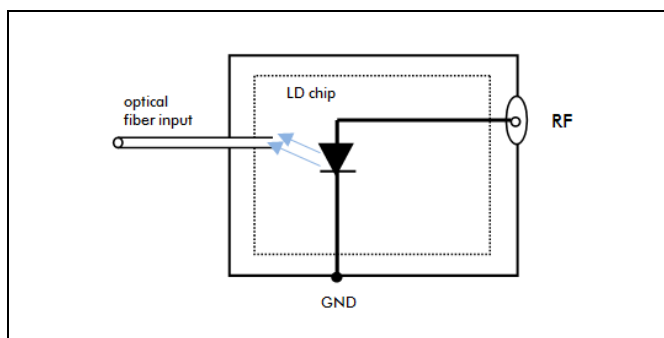 optical
fiber input
LD chip
RF
GND